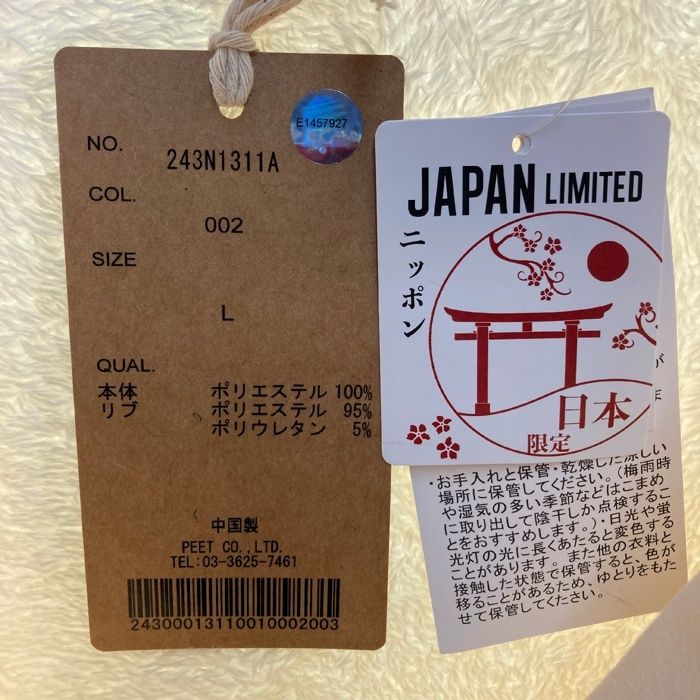 E1457927
NO. 243N1311A
COL. 002
SIZE L
QUAL.
本体 ポリエステル 100%
リブ ポリエステル 95%
ポリウレタン 5%
中国製
PEET CO.,LTD.
TEL:03-3625-7461
24300013110010002003
JAPAN LIMITED
ニッポン
日本
限定
が
・お手入れと保管・乾燥した涼しい
場所に保管してください。(梅雨時
や湿気の多い季節などはこまめ
に取り出して陰干しか点検するこ
とをおすすめします。)・日光や蛍
光灯の光に長くあたると変色する
ことがあります。また他の衣料と
接触した状態で保管すると、色が
移ることがあるため、ゆとりをもた
せて保管してください。